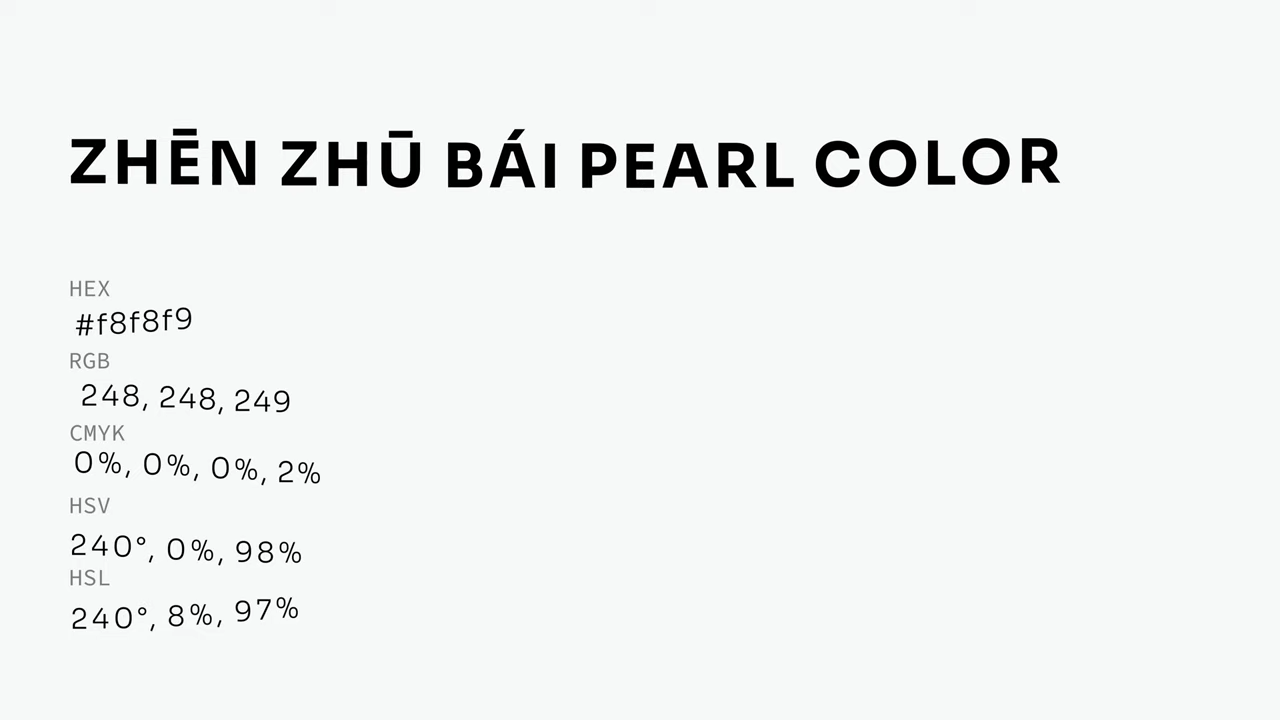 ZHĒN ZHŪ BÁI PEARL COLOR
HEX
#f8f8f9
RGB
248, 248, 249
CMYK
0%, 0%, 0%, 2%
HSV
240°, 0%, 98%
HSL
240°, 8%, 97%